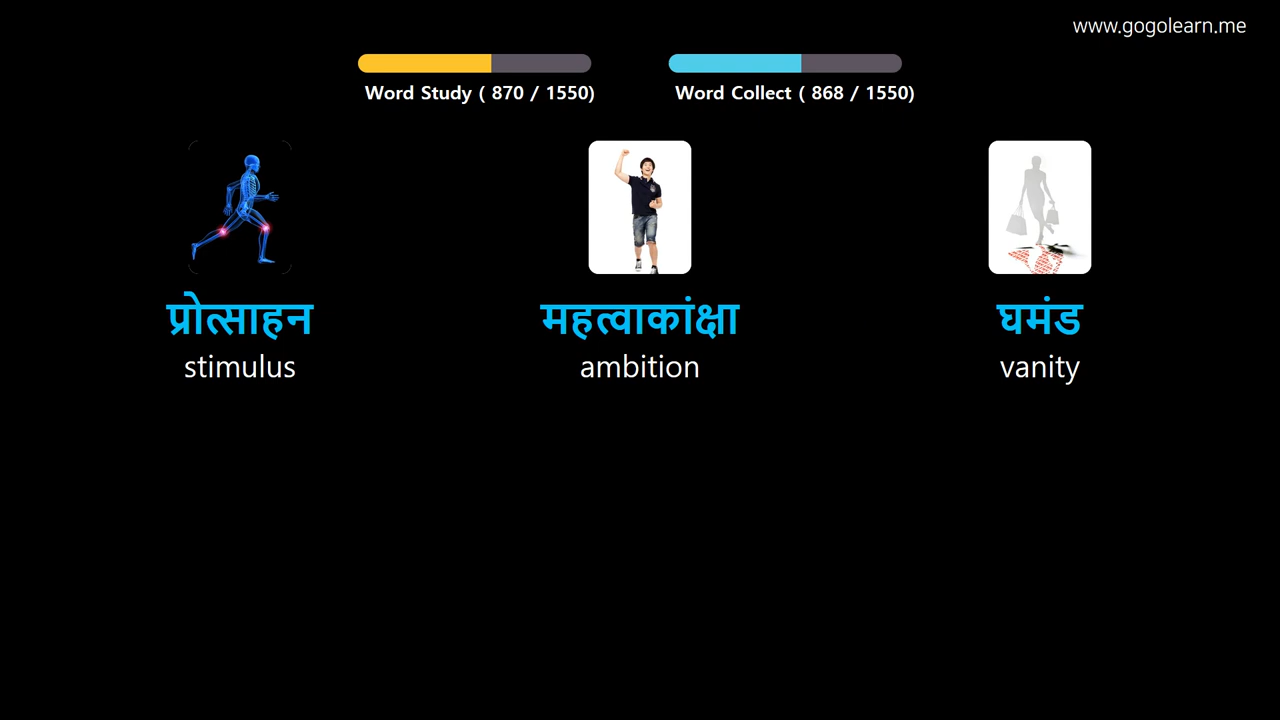 www.gogolearn.me
Word Study ( 870 / 1550)
Word Collect ( 868 / 1550)
प्रोत्साहन
stimulus
महत्वाकांक्षा
ambition
घमंड
vanity